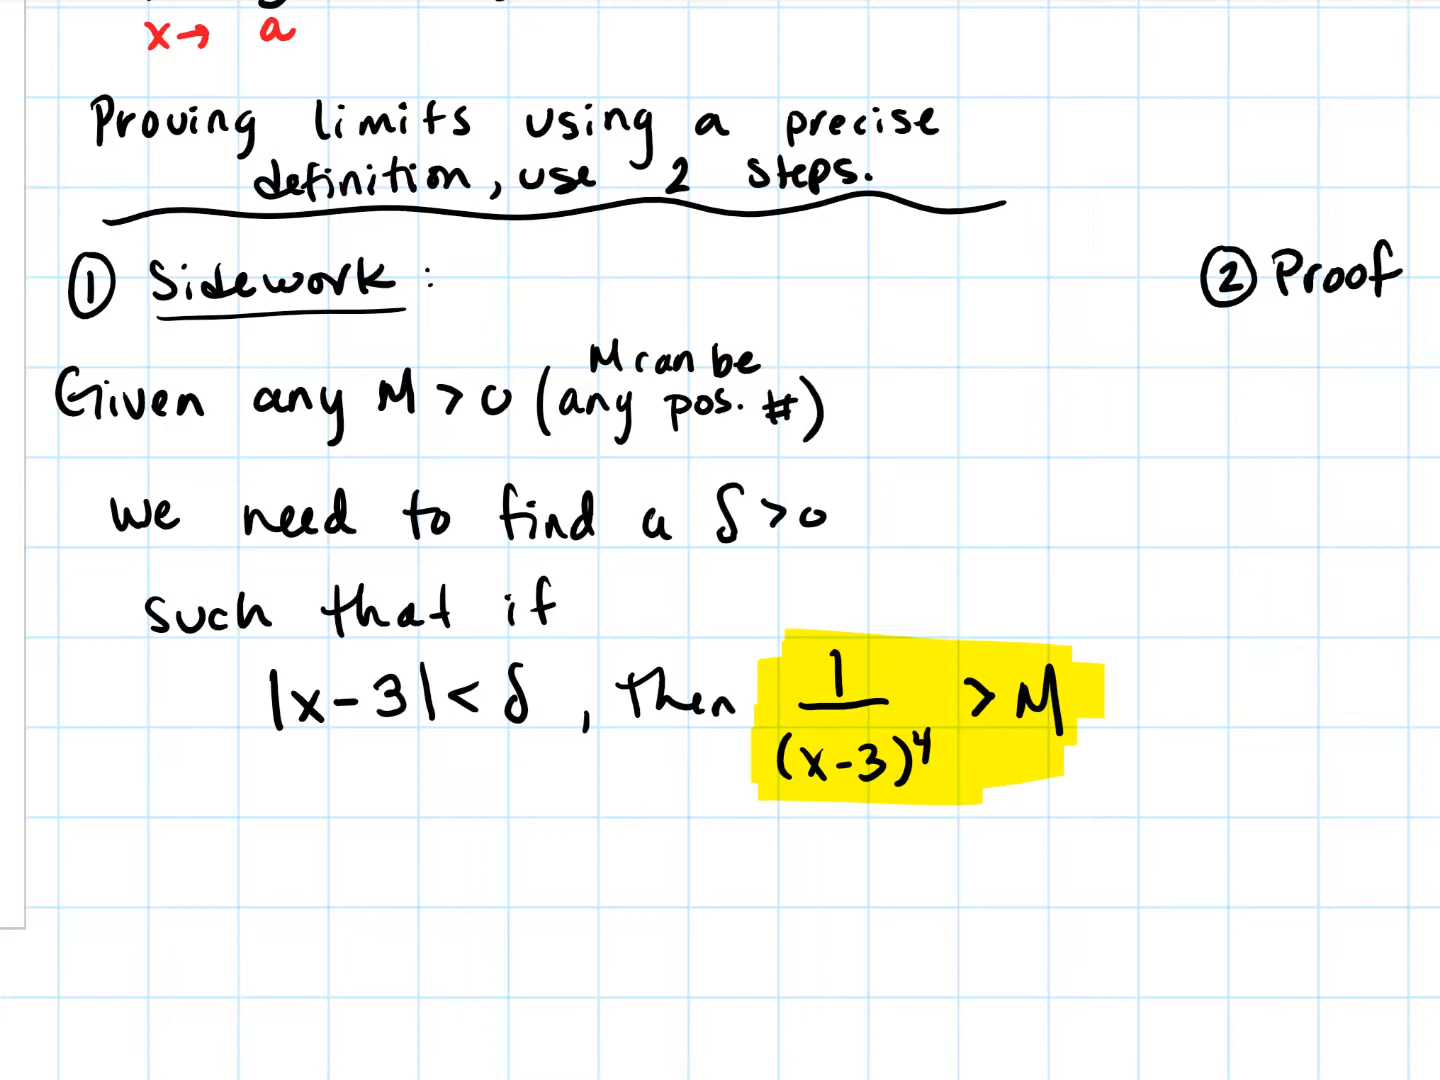 x→ a
Proving limits using a precise
definition, use 2 steps.
① Sidework:
② Proof
M can be
Given any M > 0 (any pos. #)
we need to find a δ > 0
such that if
|x-3| < δ, then 1/(x-3)⁴ > M